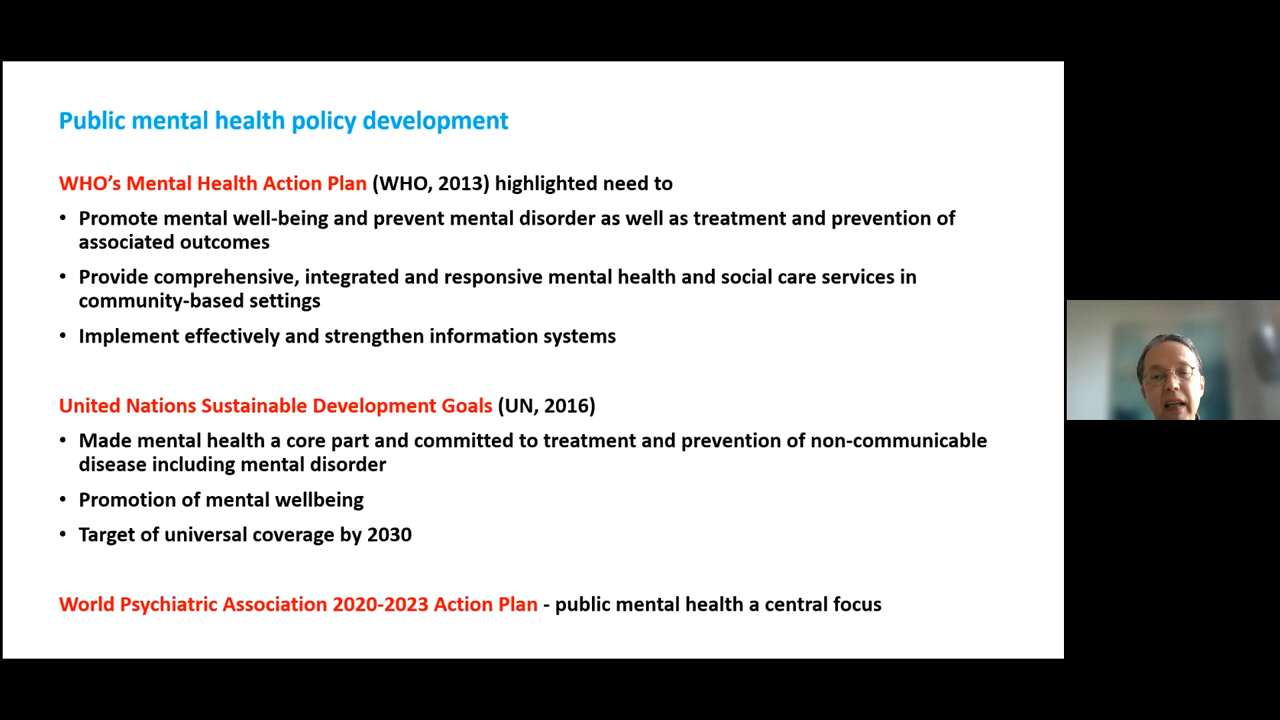 Public mental health policy development
WHO’s Mental Health Action Plan (WHO, 2013) highlighted need to
• Promote mental well-being and prevent mental disorder as well as treatment and prevention of
associated outcomes
• Provide comprehensive, integrated and responsive mental health and social care services in
community-based settings
• Implement effectively and strengthen information systems
United Nations Sustainable Development Goals (UN, 2016)
• Made mental health a core part and committed to treatment and prevention of non-communicable
disease including mental disorder
• Promotion of mental wellbeing
• Target of universal coverage by 2030
World Psychiatric Association 2020-2023 Action Plan - public mental health a central focus